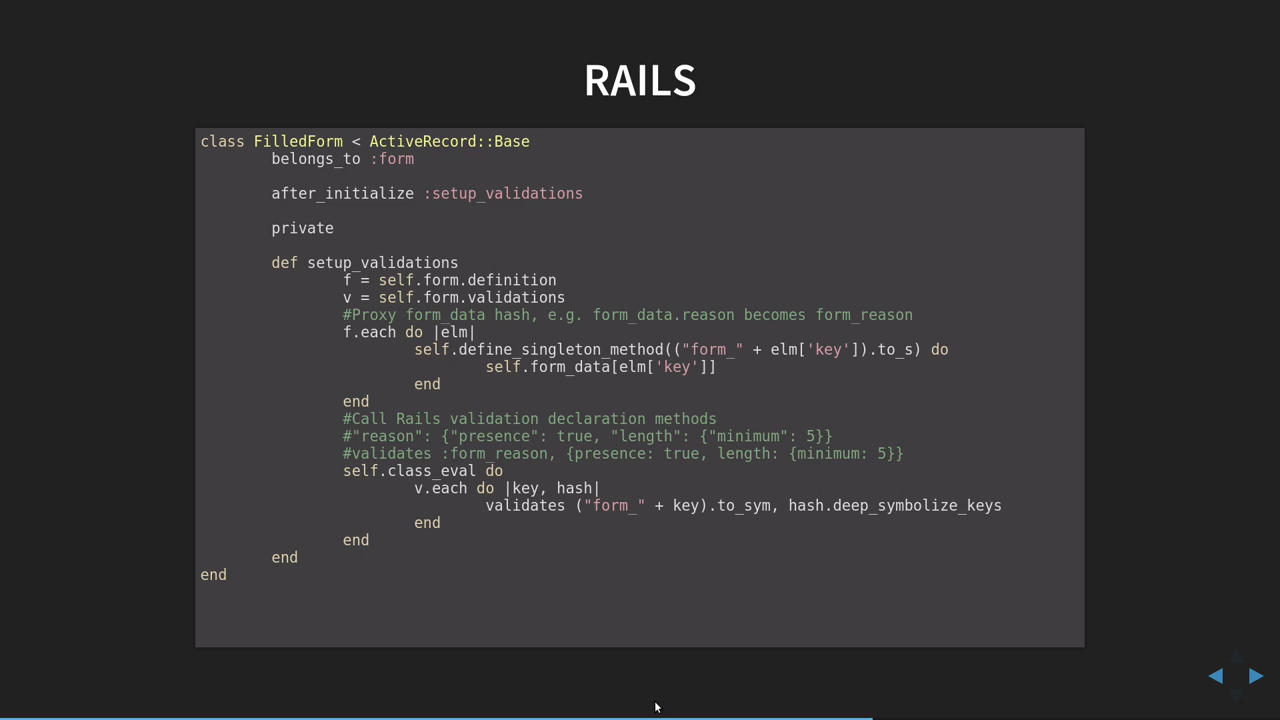 RAILS
class FilledForm < ActiveRecord::Base
belongs_to :form
after_initialize :setup_validations
private
def setup_validations
f = self.form.definition
v = self.form.validations
#Proxy form_data hash, e.g. form_data.reason becomes form_reason
f.each do |elm|
self.define_singleton_method(("form_" + elm['key']).to_s) do
self.form_data[elm['key']]
end
end
#Call Rails validation declaration methods
#"reason": {"presence": true, "length": {"minimum": 5}}
#validates :form_reason, {presence: true, length: {minimum: 5}}
self.class_eval do
v.each do |key, hash|
validates ("form_" + key).to_sym, hash.deep_symbolize_keys
end
end
end
end